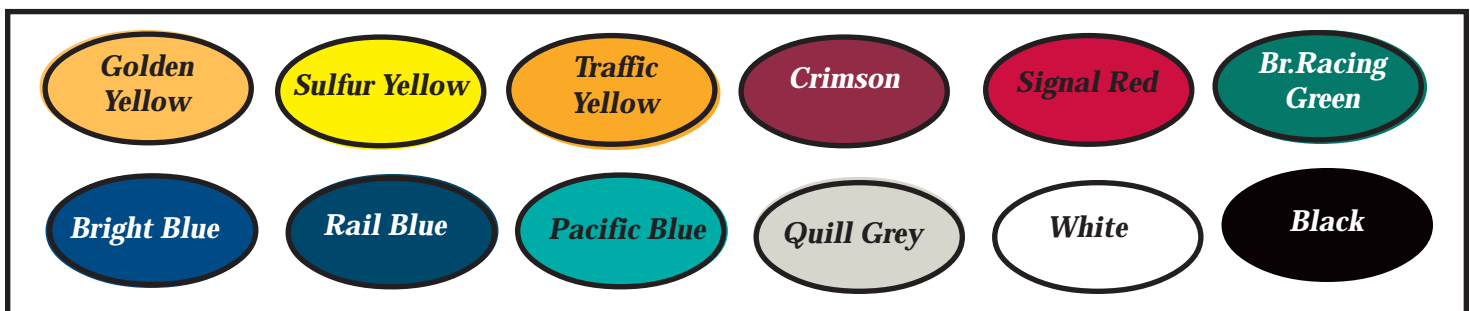 Golden
Yellow
Sulfur Yellow
Traffic
Yellow
Crimson
Signal Red
Br.Racing
Green
Bright Blue
Rail Blue
Pacific Blue
Quill Grey
White
Black